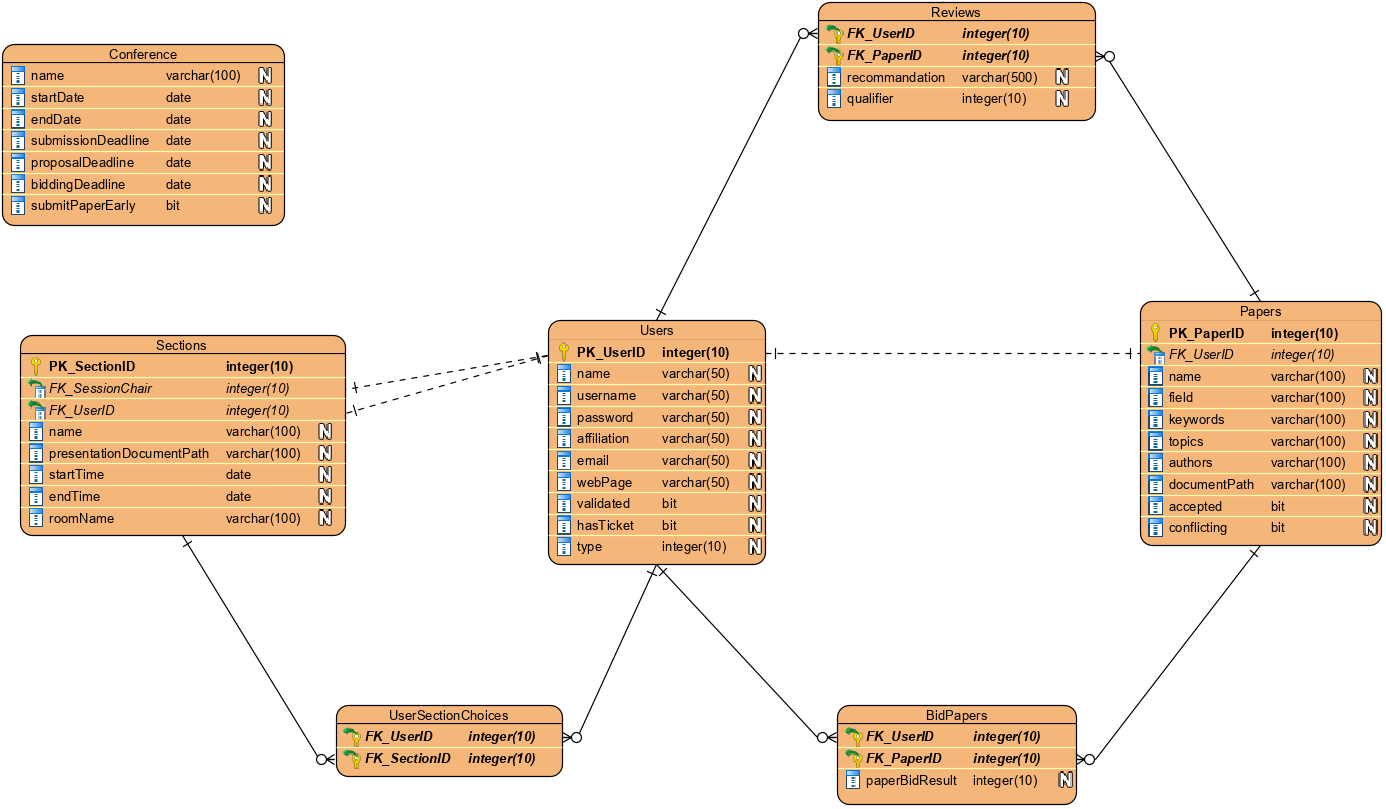 Reviews
FK_UserID integer(10)
FK_PaperID integer(10)
recommandation varchar(500) N
qualifier integer(10) N
Conference
name varchar(100) N
startDate date N
endDate date N
submissionDeadline date N
proposalDeadline date N
biddingDeadline date N
submitPaperEarly bit N
Sections
PK_SectionID integer(10)
FK_SessionChair integer(10)
FK_UserID integer(10)
name varchar(100) N
presentationDocumentPath varchar(100) N
startTime date N
endTime date N
roomName varchar(100) N
Users
PK_UserID integer(10)
name varchar(50) N
username varchar(50) N
password varchar(50) N
affiliation varchar(50) N
email varchar(50) N
webPage varchar(50) N
validated bit N
hasTicket bit N
type integer(10) N
Papers
PK_PaperID integer(10)
FK_UserID integer(10)
name varchar(100) N
field varchar(100) N
keywords varchar(100) N
topics varchar(100) N
authors varchar(100) N
documentPath varchar(100) N
accepted bit N
conflicting bit N
UserSectionChoices
FK_UserID integer(10)
FK_SectionID integer(10)
BidPapers
FK_UserID integer(10)
FK_PaperID integer(10)
paperBidResult integer(10) N